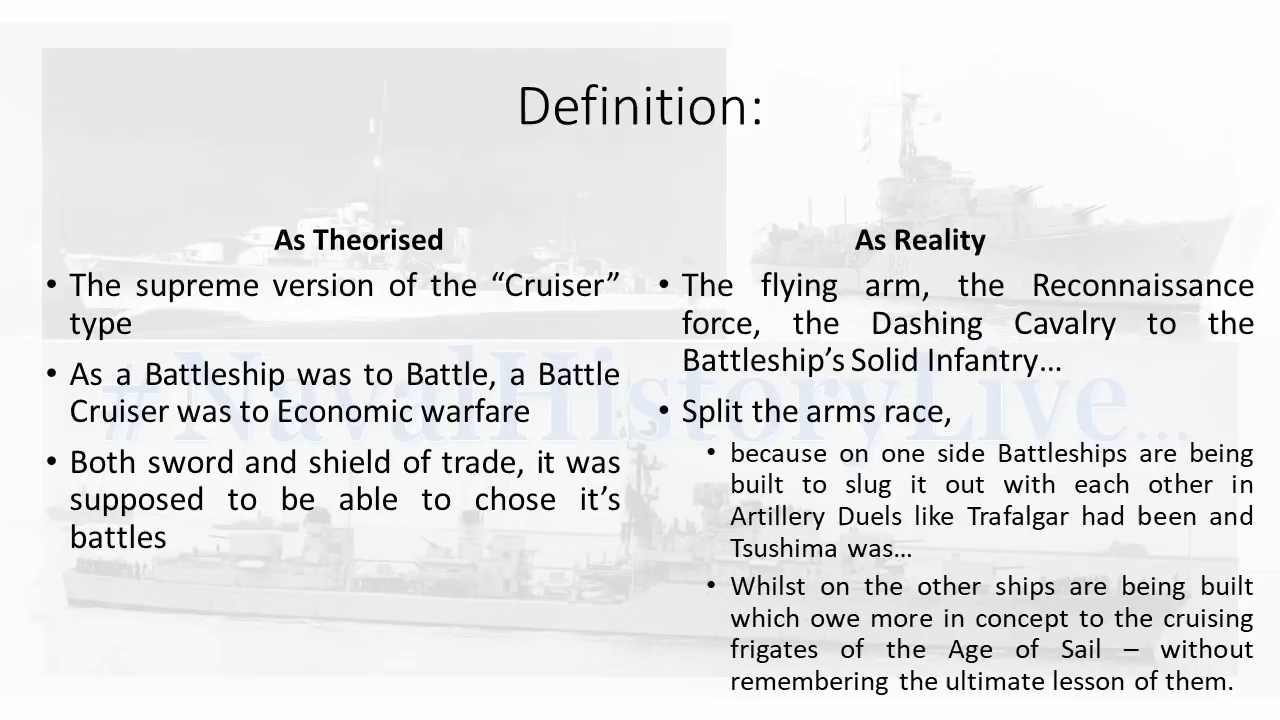 Definition:
As Theorised
• The supreme version of the “Cruiser”
type
• As a Battleship was to Battle, a Battle
Cruiser was to Economic warfare
• Both sword and shield of trade, it was
supposed to be able to chose it’s
battles
As Reality
• The flying arm, the Reconnaissance
force, the Dashing Cavalry to the
Battleship’s Solid Infantry…
• Split the arms race,
• because on one side Battleships are being
built to slug it out with each other in
Artillery Duels like Trafalgar had been and
Tsushima was…
• Whilst on the other ships are being built
which owe more in concept to the cruising
frigates of the Age of Sail – without
remembering the ultimate lesson of them.
#NavalHistoryLive…